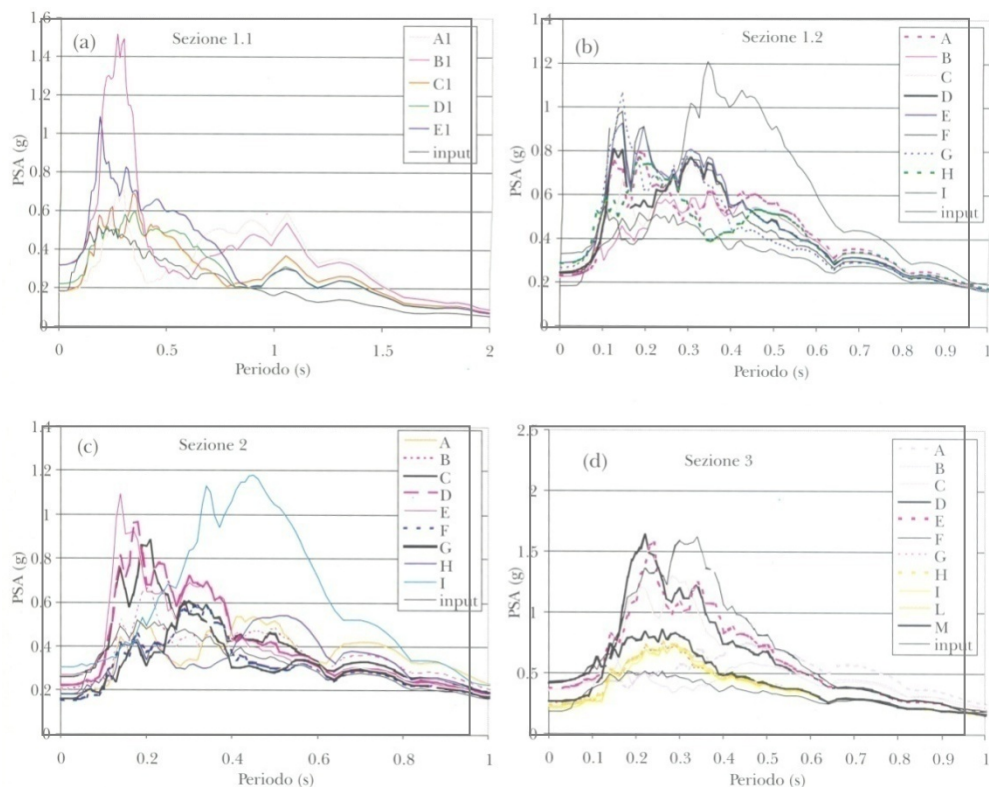 (a)
Sezione 1.1
PSA (g)
1.6
1.4
1.2
1
0.8
0.6
0.4
0.2
0
A1
B1
C1
D1
E1
input
0 0.5 1 1.5 2
Periodo (s)
(b)
Sezione 1.2
PSA (g)
1.4
1.2
1
0.8
0.6
0.4
0.2
0
A
B
C
D
E
F
G
H
I
input
0 0.1 0.2 0.3 0.4 0.5 0.6 0.7 0.8 0.9 1
Periodo (s)
(c)
Sezione 2
PSA (g)
1.4
1.2
1
0.8
0.6
0.4
0.2
0
A
B
C
D
E
F
G
H
I
input
0 0.2 0.4 0.6 0.8 1
Periodo (s)
(d)
Sezione 3
PSA (g)
2.5
2
1.5
1
0.5
0
A
B
C
D
E
F
G
H
I
L
M
input
0 0.1 0.2 0.3 0.4 0.5 0.6 0.7 0.8 0.9 1
Periodo (s)